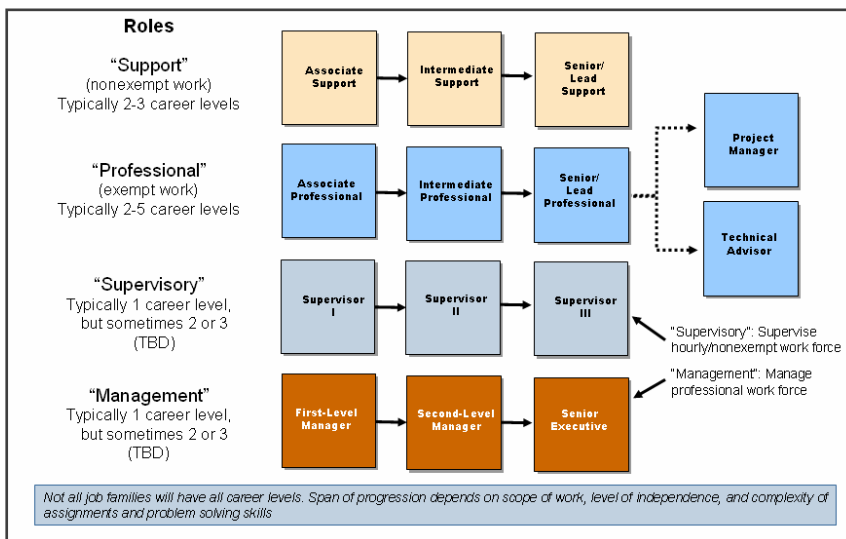 Roles
“Support”
(nonexempt work)
Typically 2-3 career levels
Associate
Support
Intermediate
Support
Senior/
Lead
Support
Project
Manager
“Professional”
(exempt work)
Typically 2-5 career levels
Associate
Professional
Intermediate
Professional
Senior/
Lead
Professional
Technical
Advisor
“Supervisory”
Typically 1 career level,
but sometimes 2 or 3
(TBD)
Supervisor
I
Supervisor
II
Supervisor
III
"Supervisory": Supervise
hourly/nonexempt work force
"Management": Manage
professional work force
“Management”
Typically 1 career level,
but sometimes 2 or 3
(TBD)
First-Level
Manager
Second-Level
Manager
Senior
Executive
Not all job families will have all career levels. Span of progression depends on scope of work, level of independence, and complexity of
assignments and problem solving skills